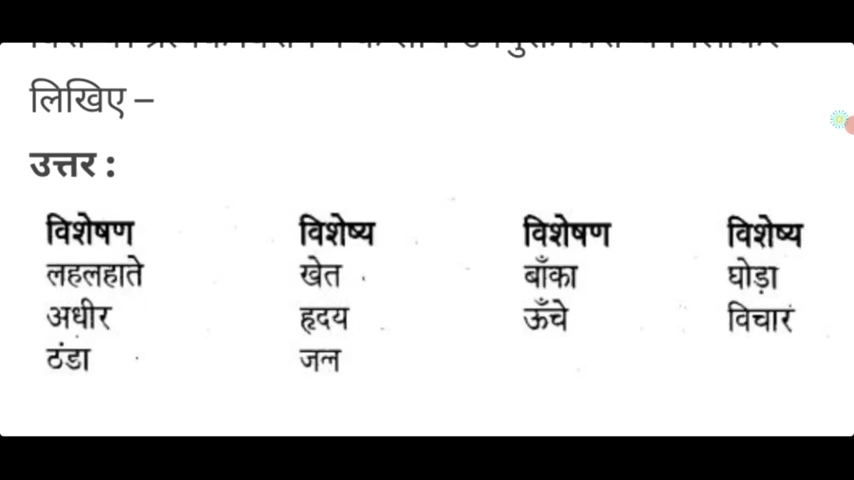 लिखिए –
उत्तर :
विशेषण विशेष्य विशेषण विशेष्य
लहलहाते खेत बाँका घोड़ा
अधीर हृदय ऊँचे विचार
ठंडा जल